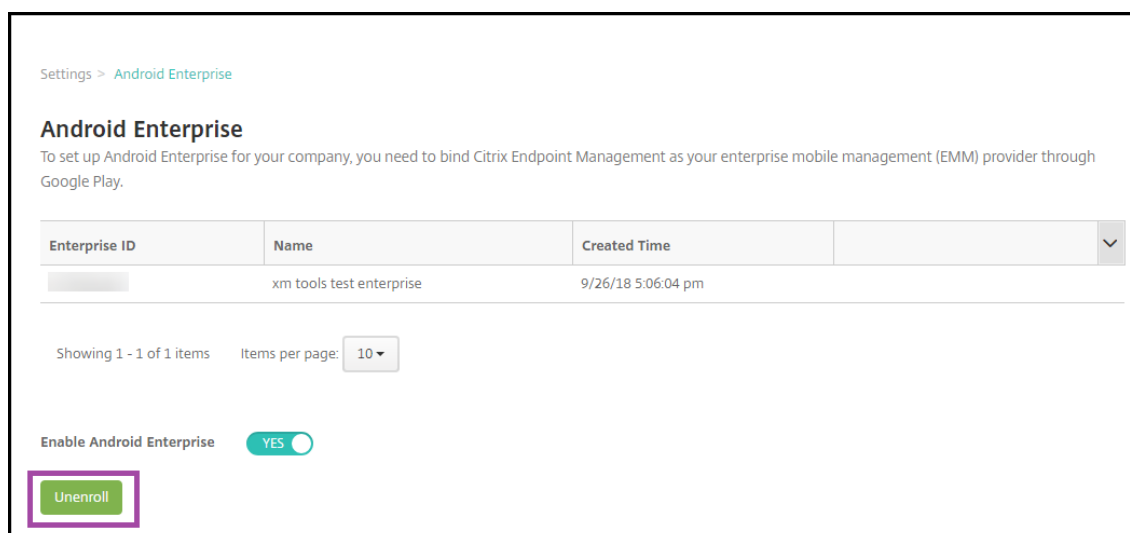 Settings > Android Enterprise
Android Enterprise
To set up Android Enterprise for your company, you need to bind Citrix Endpoint Management as your enterprise mobile management (EMM) provider through
Google Play.
Enterprise ID Name Created Time
xm tools test enterprise 9/26/18 5:06:04 pm
Showing 1 - 1 of 1 items Items per page: 10
Enable Android Enterprise YES
Unenroll